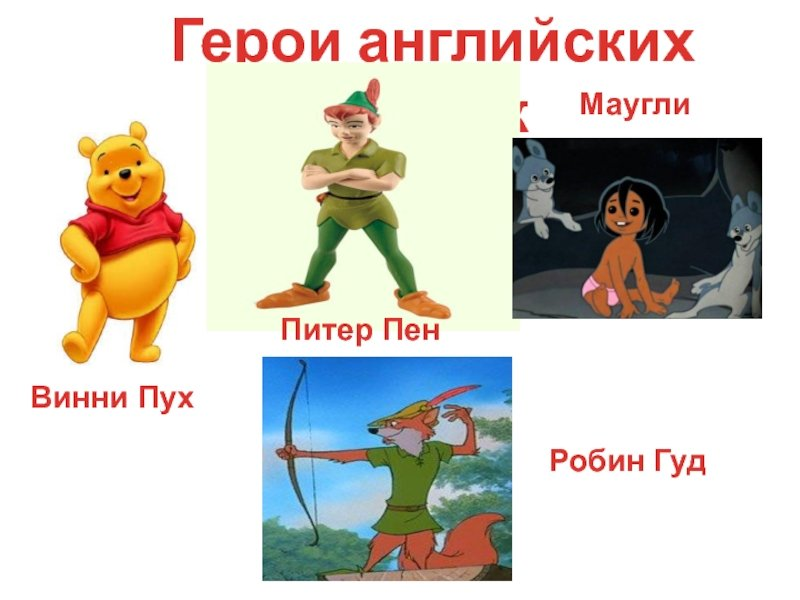 Герои английских
Маугли
Питер Пен
Винни Пух
Робин Гуд